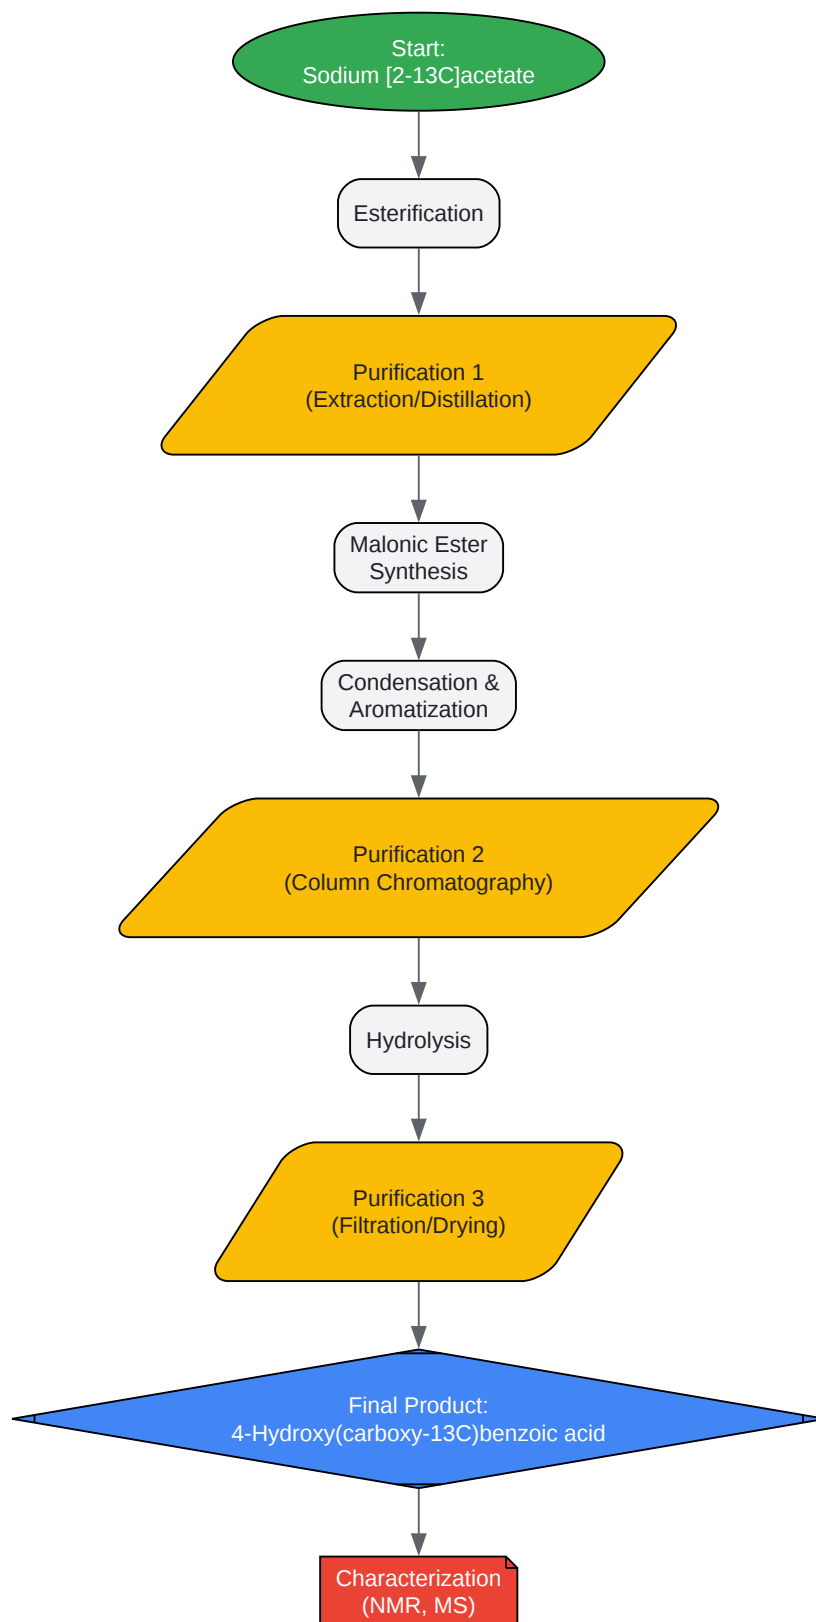 Start:
Sodium [2-13C]acetate
Esterification
Purification 1
(Extraction/Distillation)
Malonic Ester
Synthesis
Condensation &
Aromatization
Purification 2
(Column Chromatography)
Hydrolysis
Purification 3
(Filtration/Drying)
Final Product:
4-Hydroxy(carboxy-13C)benzoic acid
Characterization
(NMR, MS)